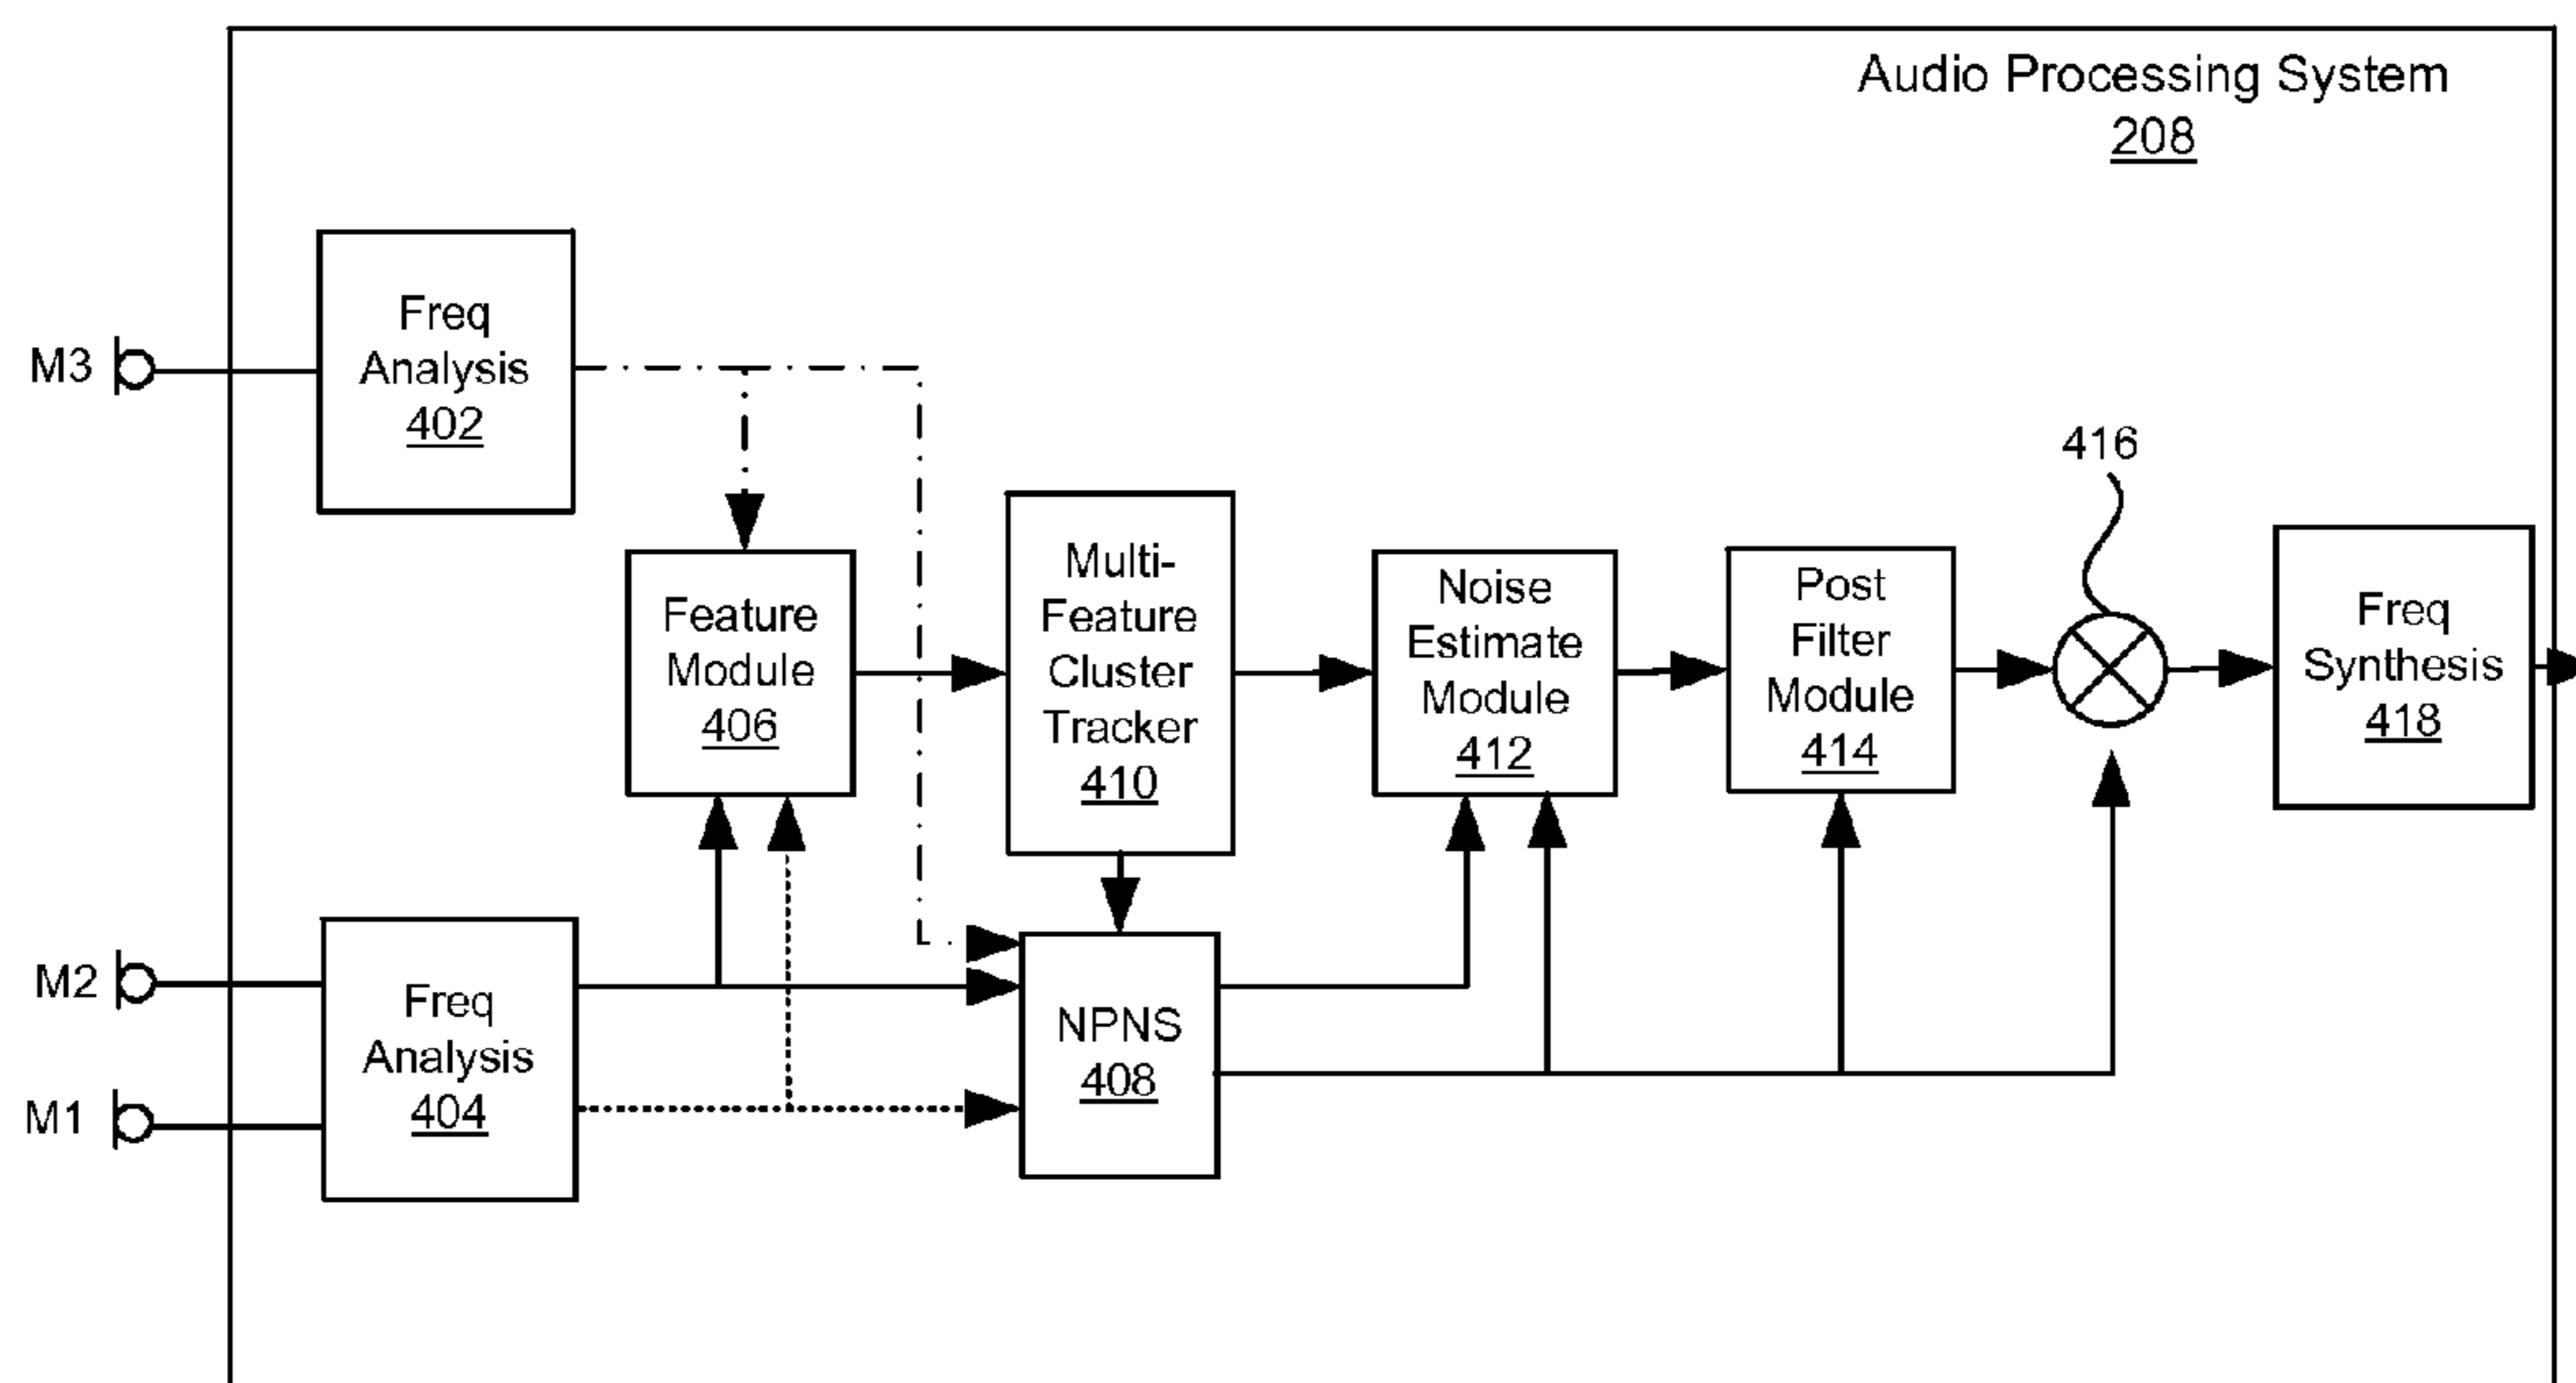 Audio Processing System
208
M3
Freq
Analysis
402
416
Feature
Module
406
Multi-
Feature
Cluster
Tracker
410
Noise
Estimate
Module
412
Post
Filter
Module
414
Freq
Synthesis
418
M2
M1
Freq
Analysis
404
NPNS
408